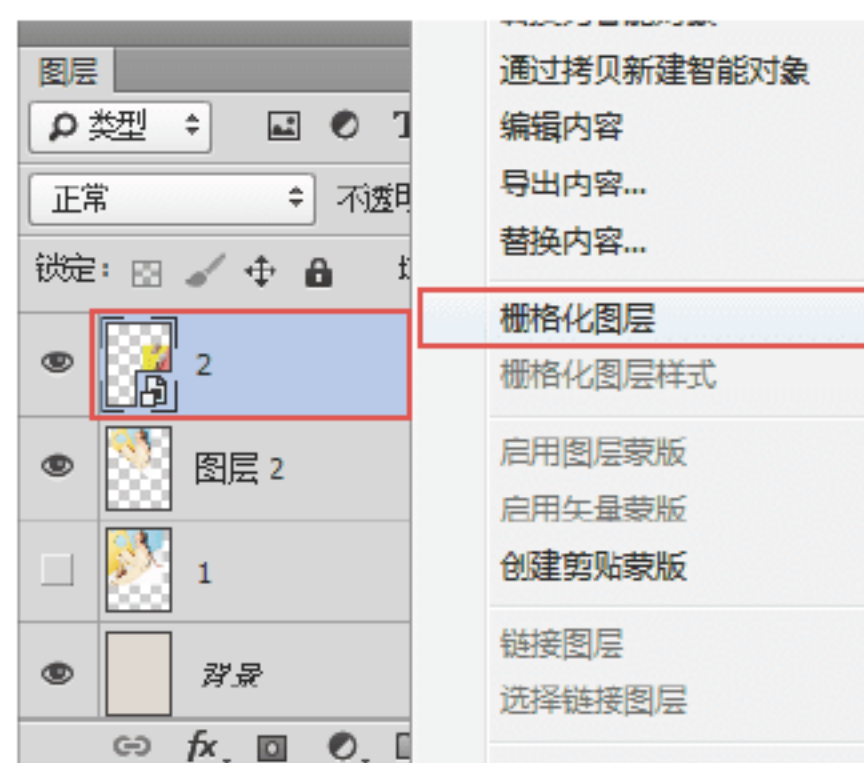 图层
类型
正常
不透明
锁定:
2
图层 2
1
背景
fx
通过拷贝新建智能对象
编辑内容
导出内容...
替换内容...
栅格化图层
栅格化图层样式
启用图层蒙版
启用矢量蒙版
创建剪贴蒙版
链接图层
选择链接图层